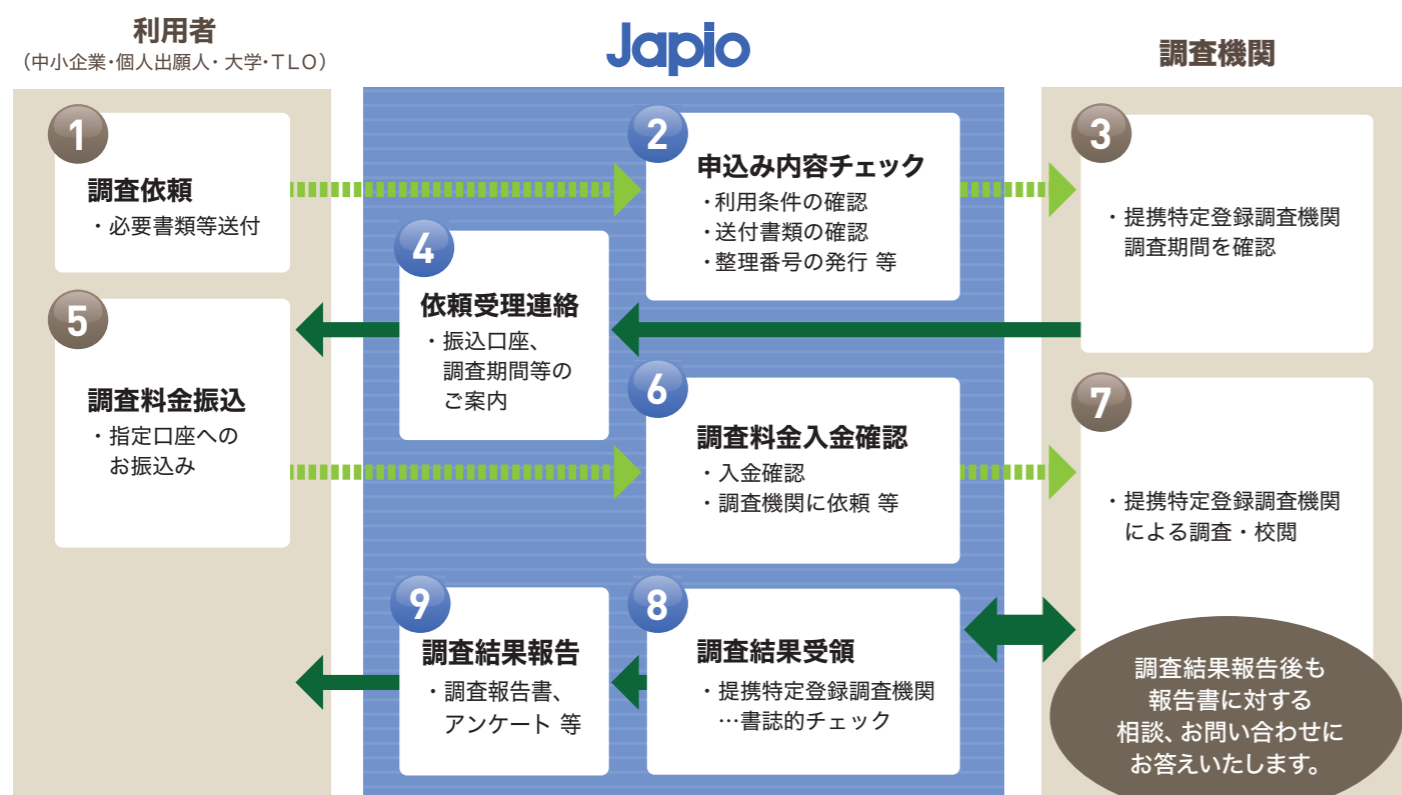 利用者
（中小企業・個人出願人・大学・TLO）
Japio
調査機関
1
調査依頼
・必要書類等送付
2
申込み内容チェック
・利用条件の確認
・送付書類の確認
・整理番号の発行 等
3
・提携特定登録調査機関
調査期間を確認
4
依頼受理連絡
・振込口座、
調査期間等の
ご案内
5
調査料金振込
・指定口座への
お振込み
6
調査料金入金確認
・入金確認
・調査機関に依頼 等
7
・提携特定登録調査機関
による調査・校閲
8
調査結果受領
・提携特定登録調査機関
…書誌的チェック
9
調査結果報告
・調査報告書、
アンケート 等
調査結果報告後も
報告書に対する
相談、お問い合わせに
お答えいたします。